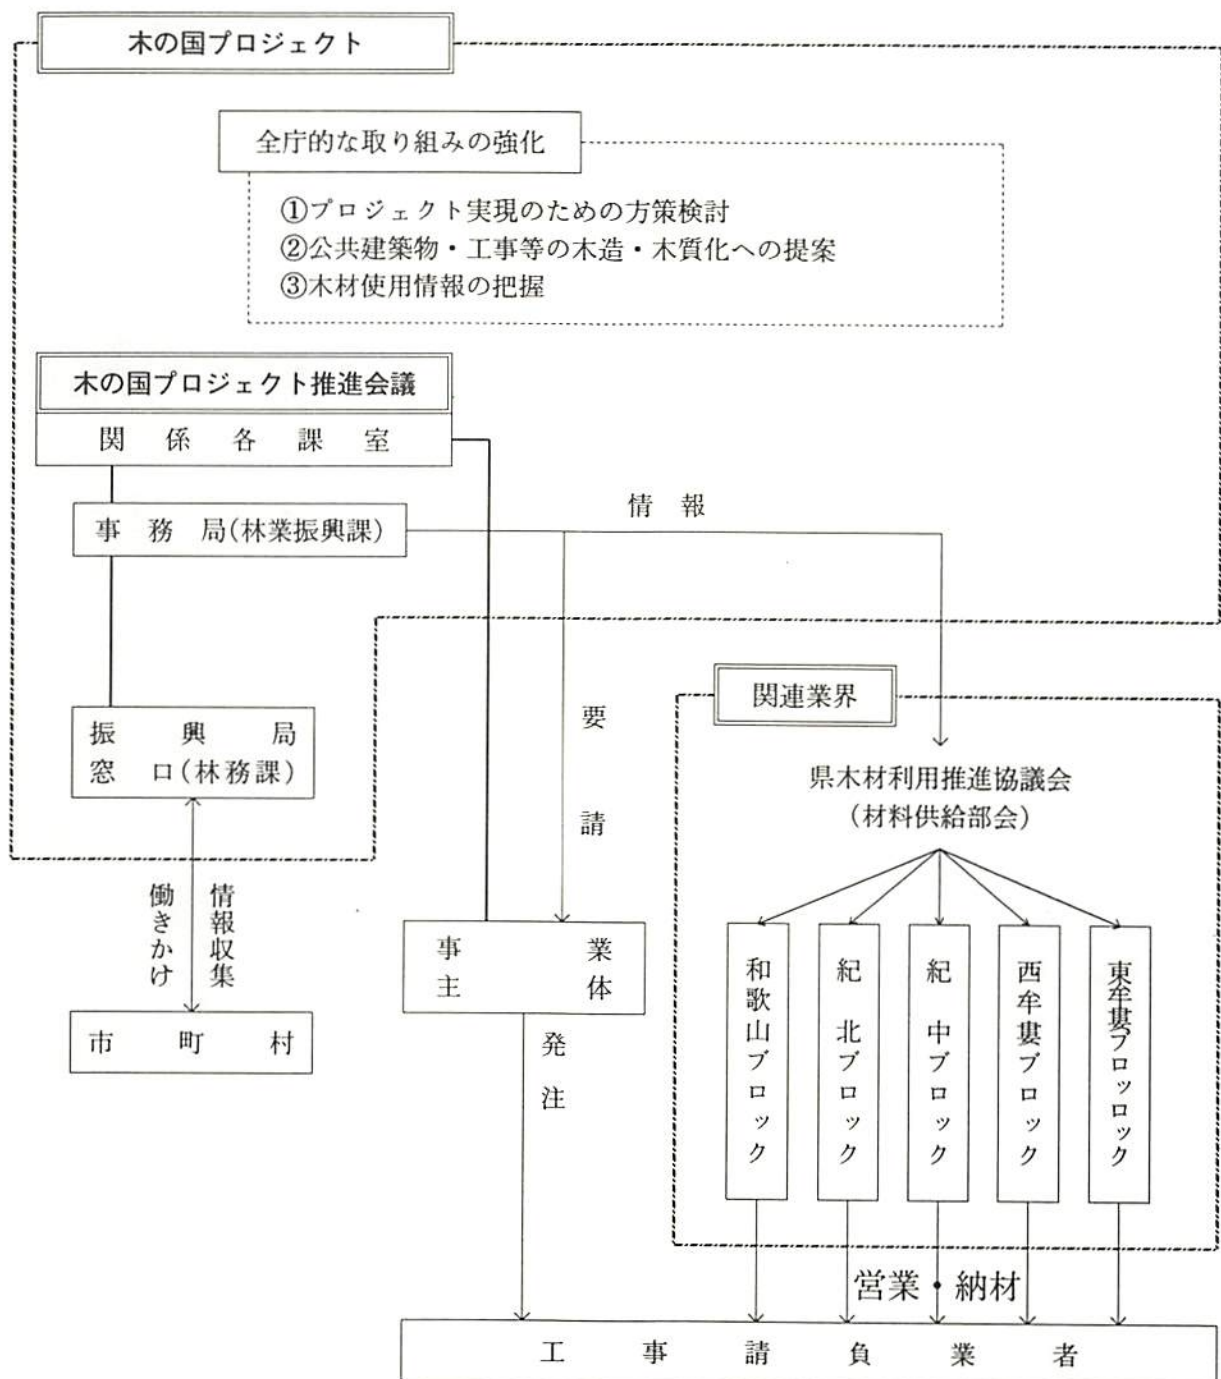 木の国プロジェクト
全庁的な取り組みの強化
①プロジェクト実現のための方策検討
②公共建築物・工事等の木造・木質化への提案
③木材使用情報の把握
木の国プロジェクト推進会議
関係各課室
事務局(林業振興課)
情報
要請
振興局
窓口(林務課)
働きかけ
情報収集
市町村
事業
主体
発注
関連業界
県木材利用推進協議会
(材料供給部会)
和歌山ブロック
紀北ブロック
紀中ブロック
西牟婁ブロック
東牟婁ブロッロック
営業・納材
工事請負業者